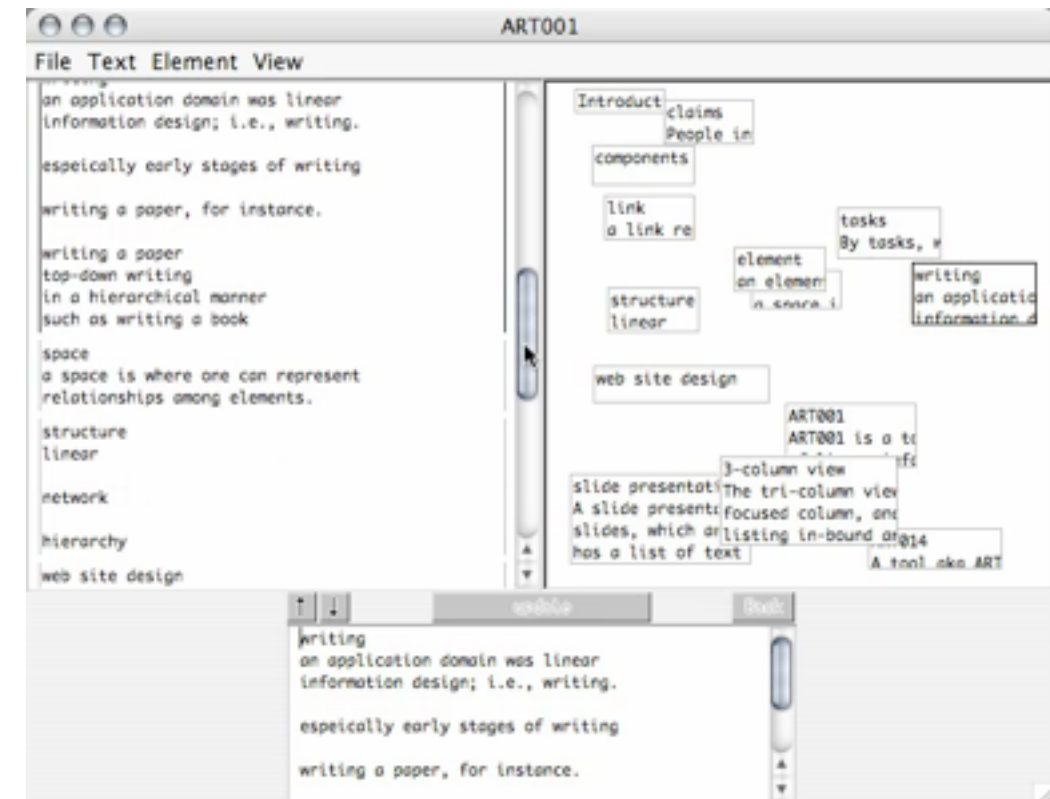 ART001
File Text Element View
writing
an application domain was linear
information design; i.e., writing.
espeically early stages of writing
writing a paper, for instance.
writing a paper
top-down writing
in a hierarchical manner
such as writing a book
space
a space is where one can represent
relationships among elements.
structure
linear
network
hierarchy
web site design
Introduct
claims
People in
components
link
a link re
tasks
By tasks,
element
an elemen
a space i
writing
an applicatio
information d
structure
linear
web site design
ART001
ART001 is a to
3-column view
The tri-column view
focused column, and
listing in-bound an
slide presentati
A slide presenta
slides, which ar
has a list of text
014
A tool aka ART
↑ ↓ update Back
writing
an application domain was linear
information design; i.e., writing.
espeically early stages of writing
writing a paper, for instance.